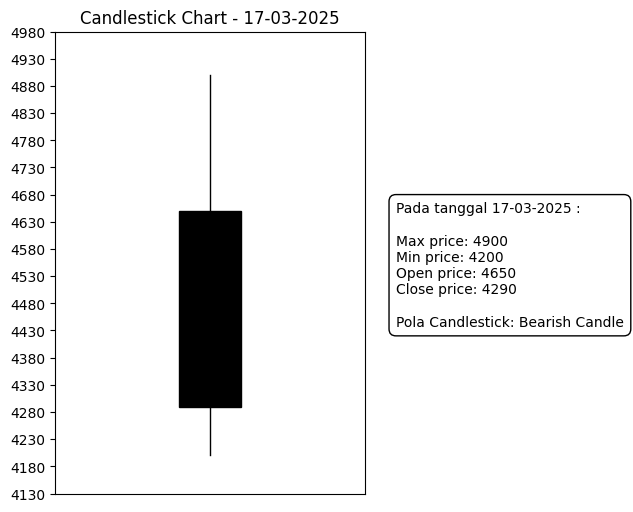 Candlestick Chart - 17-03-2025
4980
4930
4880
4830
4780
4730
4680
4630
4580
4530
4480
4430
4380
4330
4280
4230
4180
4130
Pada tanggal 17-03-2025 :
Max price: 4900
Min price: 4200
Open price: 4650
Close price: 4290
Pola Candlestick: Bearish Candle